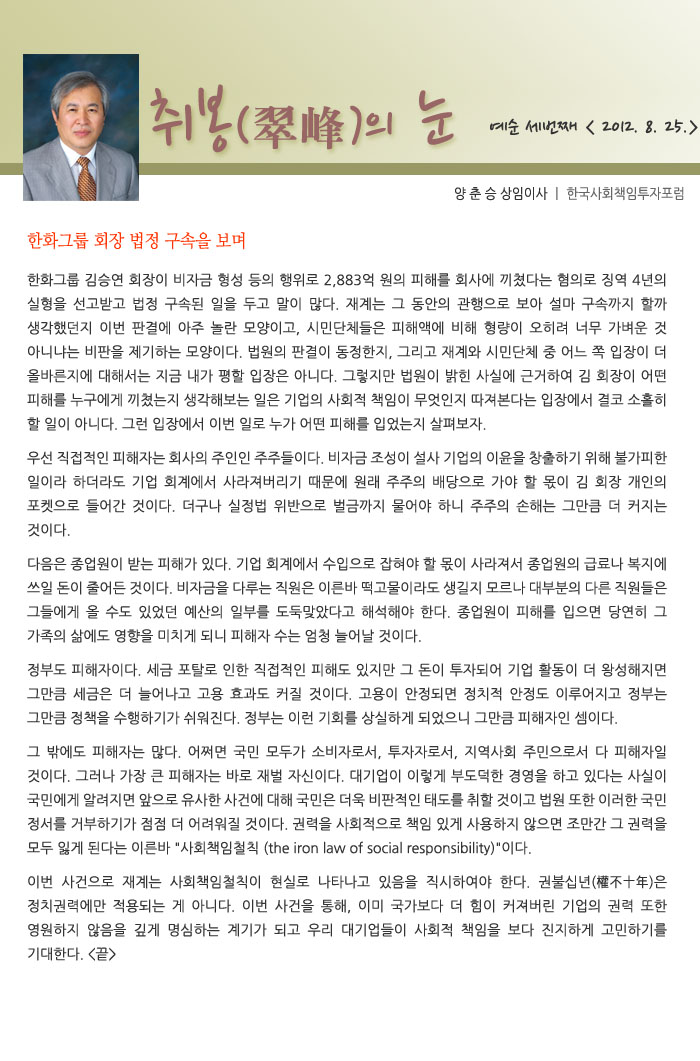 취봉(翠峰)의 눈
예순 세번째 < 2012. 8. 25.>
양 춘 승 상임이사 ㅣ 한국사회책임투자포럼
한화그룹 회장 법정 구속을 보며
한화그룹 김승연 회장이 비자금 형성 등의 행위로 2,883억 원의 피해를 회사에 끼쳤다는 혐의로 징역 4년의
실형을 선고받고 법정 구속된 일을 두고 말이 많다. 재계는 그 동안의 관행으로 보아 설마 구속까지 할까
생각했던지 이번 판결에 아주 놀란 모양이고, 시민단체들은 피해액에 비해 형량이 오히려 너무 가벼운 것
아니냐는 비판을 제기하는 모양이다. 법원의 판결이 동정한지, 그리고 재계와 시민단체 중 어느 쪽 입장이 더
올바른지에 대해서는 지금 내가 평할 입장은 아니다. 그렇지만 법원이 밝힌 사실에 근거하여 김 회장이 어떤
피해를 누구에게 끼쳤는지 생각해보는 일은 기업의 사회적 책임이 무엇인지 따져본다는 입장에서 결코 소홀히
할 일이 아니다. 그런 입장에서 이번 일로 누가 어떤 피해를 입었는지 살펴보자.
우선 직접적인 피해자는 회사의 주인인 주주들이다. 비자금 조성이 설사 기업의 이윤을 창출하기 위해 불가피한
일이라 하더라도 기업 회계에서 사라져버리기 때문에 원래 주주의 배당으로 가야 할 몫이 김 회장 개인의
포켓으로 들어간 것이다. 더구나 실정법 위반으로 벌금까지 물어야 하니 주주의 손해는 그만큼 더 커지는
것이다.
다음은 종업원이 받는 피해가 있다. 기업 회계에서 수입으로 잡혀야 할 몫이 사라져서 종업원의 급료나 복지에
쓰일 돈이 줄어든 것이다. 비자금을 다루는 직원은 이른바 떡고물이라도 생길지 모르나 대부분의 다른 직원들은
그들에게 올 수도 있었던 예산의 일부를 도둑맞았다고 해석해야 한다. 종업원이 피해를 입으면 당연히 그
가족의 삶에도 영향을 미치게 되니 피해자 수는 엄청 늘어날 것이다.
정부도 피해자이다. 세금 포탈로 인한 직접적인 피해도 있지만 그 돈이 투자되어 기업 활동이 더 왕성해지면
그만큼 세금은 더 늘어나고 고용 효과도 커질 것이다. 고용이 안정되면 정치적 안정도 이루어지고 정부는
그만큼 정책을 수행하기가 쉬워진다. 정부는 이런 기회를 상실하게 되었으니 그만큼 피해자인 셈이다.
그 밖에도 피해자는 많다. 어쩌면 국민 모두가 소비자로서, 투자자로서, 지역사회 주민으로서 다 피해자일
것이다. 그러나 가장 큰 피해자는 바로 재벌 자신이다. 대기업이 이렇게 부도덕한 경영을 하고 있다는 사실이
국민에게 알려지면 앞으로 유사한 사건에 대해 국민은 더욱 비판적인 태도를 취할 것이고 법원 또한 이러한 국민
정서를 거부하기가 점점 더 어려워질 것이다. 권력을 사회적으로 책임 있게 사용하지 않으면 조만간 그 권력을
모두 잃게 된다는 이른바 "사회책임철칙 (the iron law of social responsibility)"이다.
이번 사건으로 재계는 사회책임철칙이 현실로 나타나고 있음을 직시하여야 한다. 권불십년(權不十年)은
정치권력에만 적용되는 게 아니다. 이번 사건을 통해, 이미 국가보다 더 힘이 커져버린 기업의 권력 또한
영원하지 않음을 깊게 명심하는 계기가 되고 우리 대기업들이 사회적 책임을 보다 진지하게 고민하기를
기대한다. <끝>